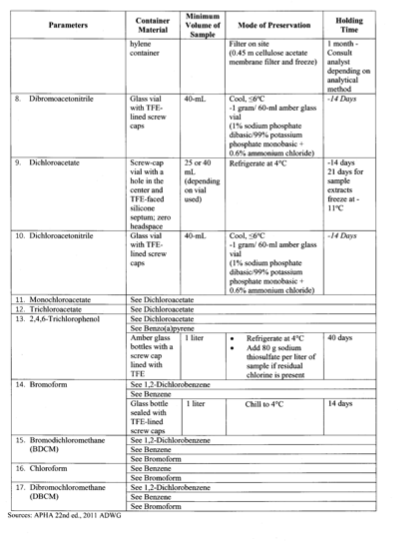 Parameters
Container Material
Minimum Volume of Sample
Mode of Preservation
Holding Time
hylene container
Filter on site
(0.45 m cellulose acetate membrane filter and freeze)
1 month - Consult analyst depending on analytical method
8. Dibromoacetonitrile
Glass vial with TFE-lined screw caps
40-mL
Cool, ≤6°C
-1 gram/ 60-ml amber glass vial
(1% sodium phosphate dibasic/99% potassium phosphate monobasic + 0.6% ammonium chloride)
-14 Days
9. Dichloroacetate
Screw-cap vial with a hole in the center and TFE-faced silicone septum; zero headspace
25 or 40 mL (depending on vial used)
Refrigerate at 4°C
-14 days
21 days for sample extracts freeze at -11°C
10. Dichloroacetonitrile
Glass vial with TFE-lined screw caps
40-mL
Cool, ≤6°C
-1 gram/ 60-ml amber glass vial
(1% sodium phosphate dibasic/99% potassium phosphate monobasic + 0.6% ammonium chloride)
-14 Days
11. Monochloroacetate
See Dichloroacetate
12. Trichloroacetate
See Dichloroacetate
13. 2,4,6-Trichlorophenol
See Dichloroacetate
See Benzo(a)pyrene
Amber glass bottles with a screw cap lined with TFE
1 liter
• Refrigerate at 4°C
• Add 80 g sodium thiosulfate per liter of sample if residual chlorine is present
40 days
14. Bromoform
See 1,2-Dichlorobenzene
See Benzene
Glass bottle sealed with TFE-lined screw caps
1 liter
Chill to 4°C
14 days
15. Bromodichloromethane (BDCM)
See 1,2-Dichlorobenzene
See Benzene
See Bromoform
16. Chloroform
See Benzene
See Bromoform
17. Dibromochloromethane (DBCM)
See 1,2-Dichlorobenzene
See Benzene
See Bromoform
Sources: APHA 22nd ed., 2011 ADWG